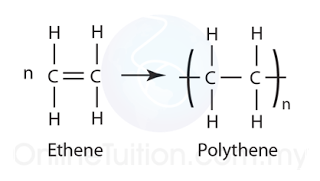 H H H H
n C = C → ( C — C ) n
H H H H
Ethene Polythene
OnlineTuition.com.my